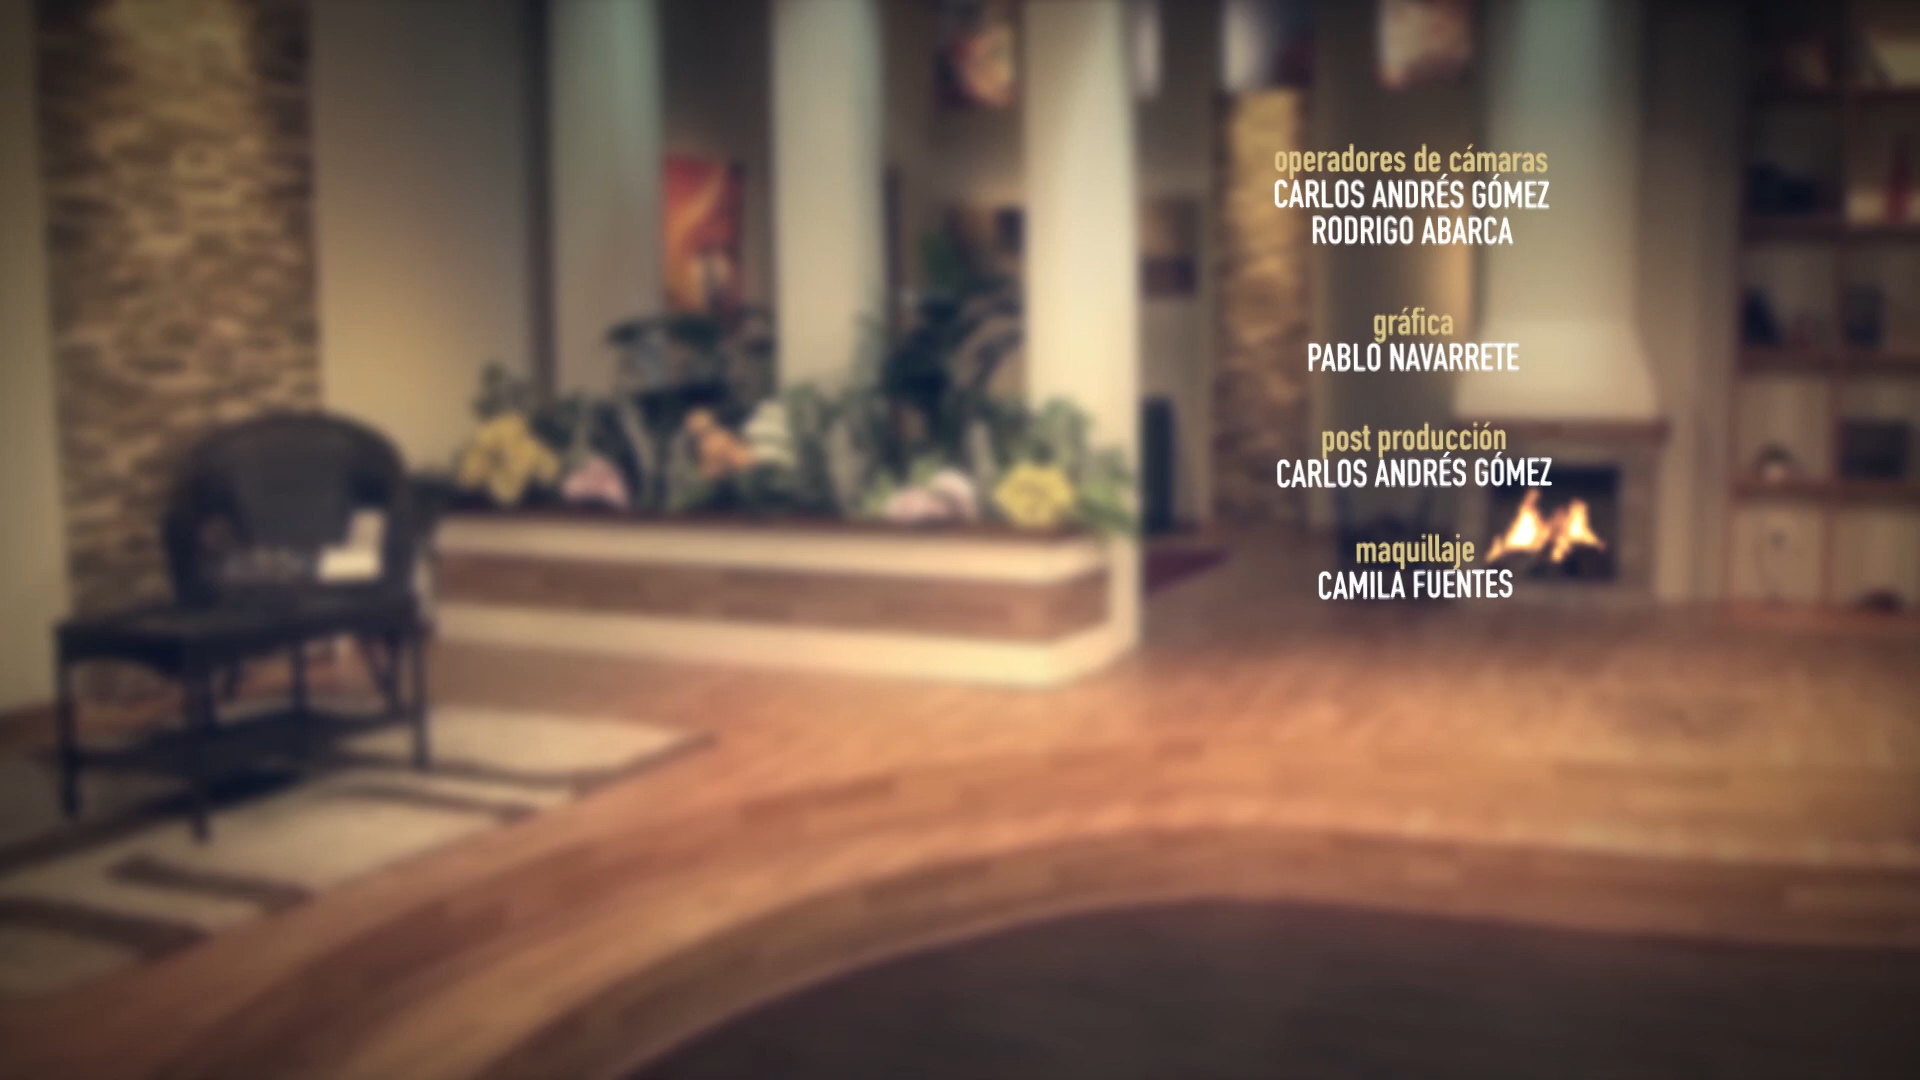 operadores de cámaras
CARLOS ANDRÉS GÓMEZ
RODRIGO ABARCA
gráfica
PABLO NAVARRETE
post producción
CARLOS ANDRÉS GÓMEZ
maquillaje
CAMILA FUENTES